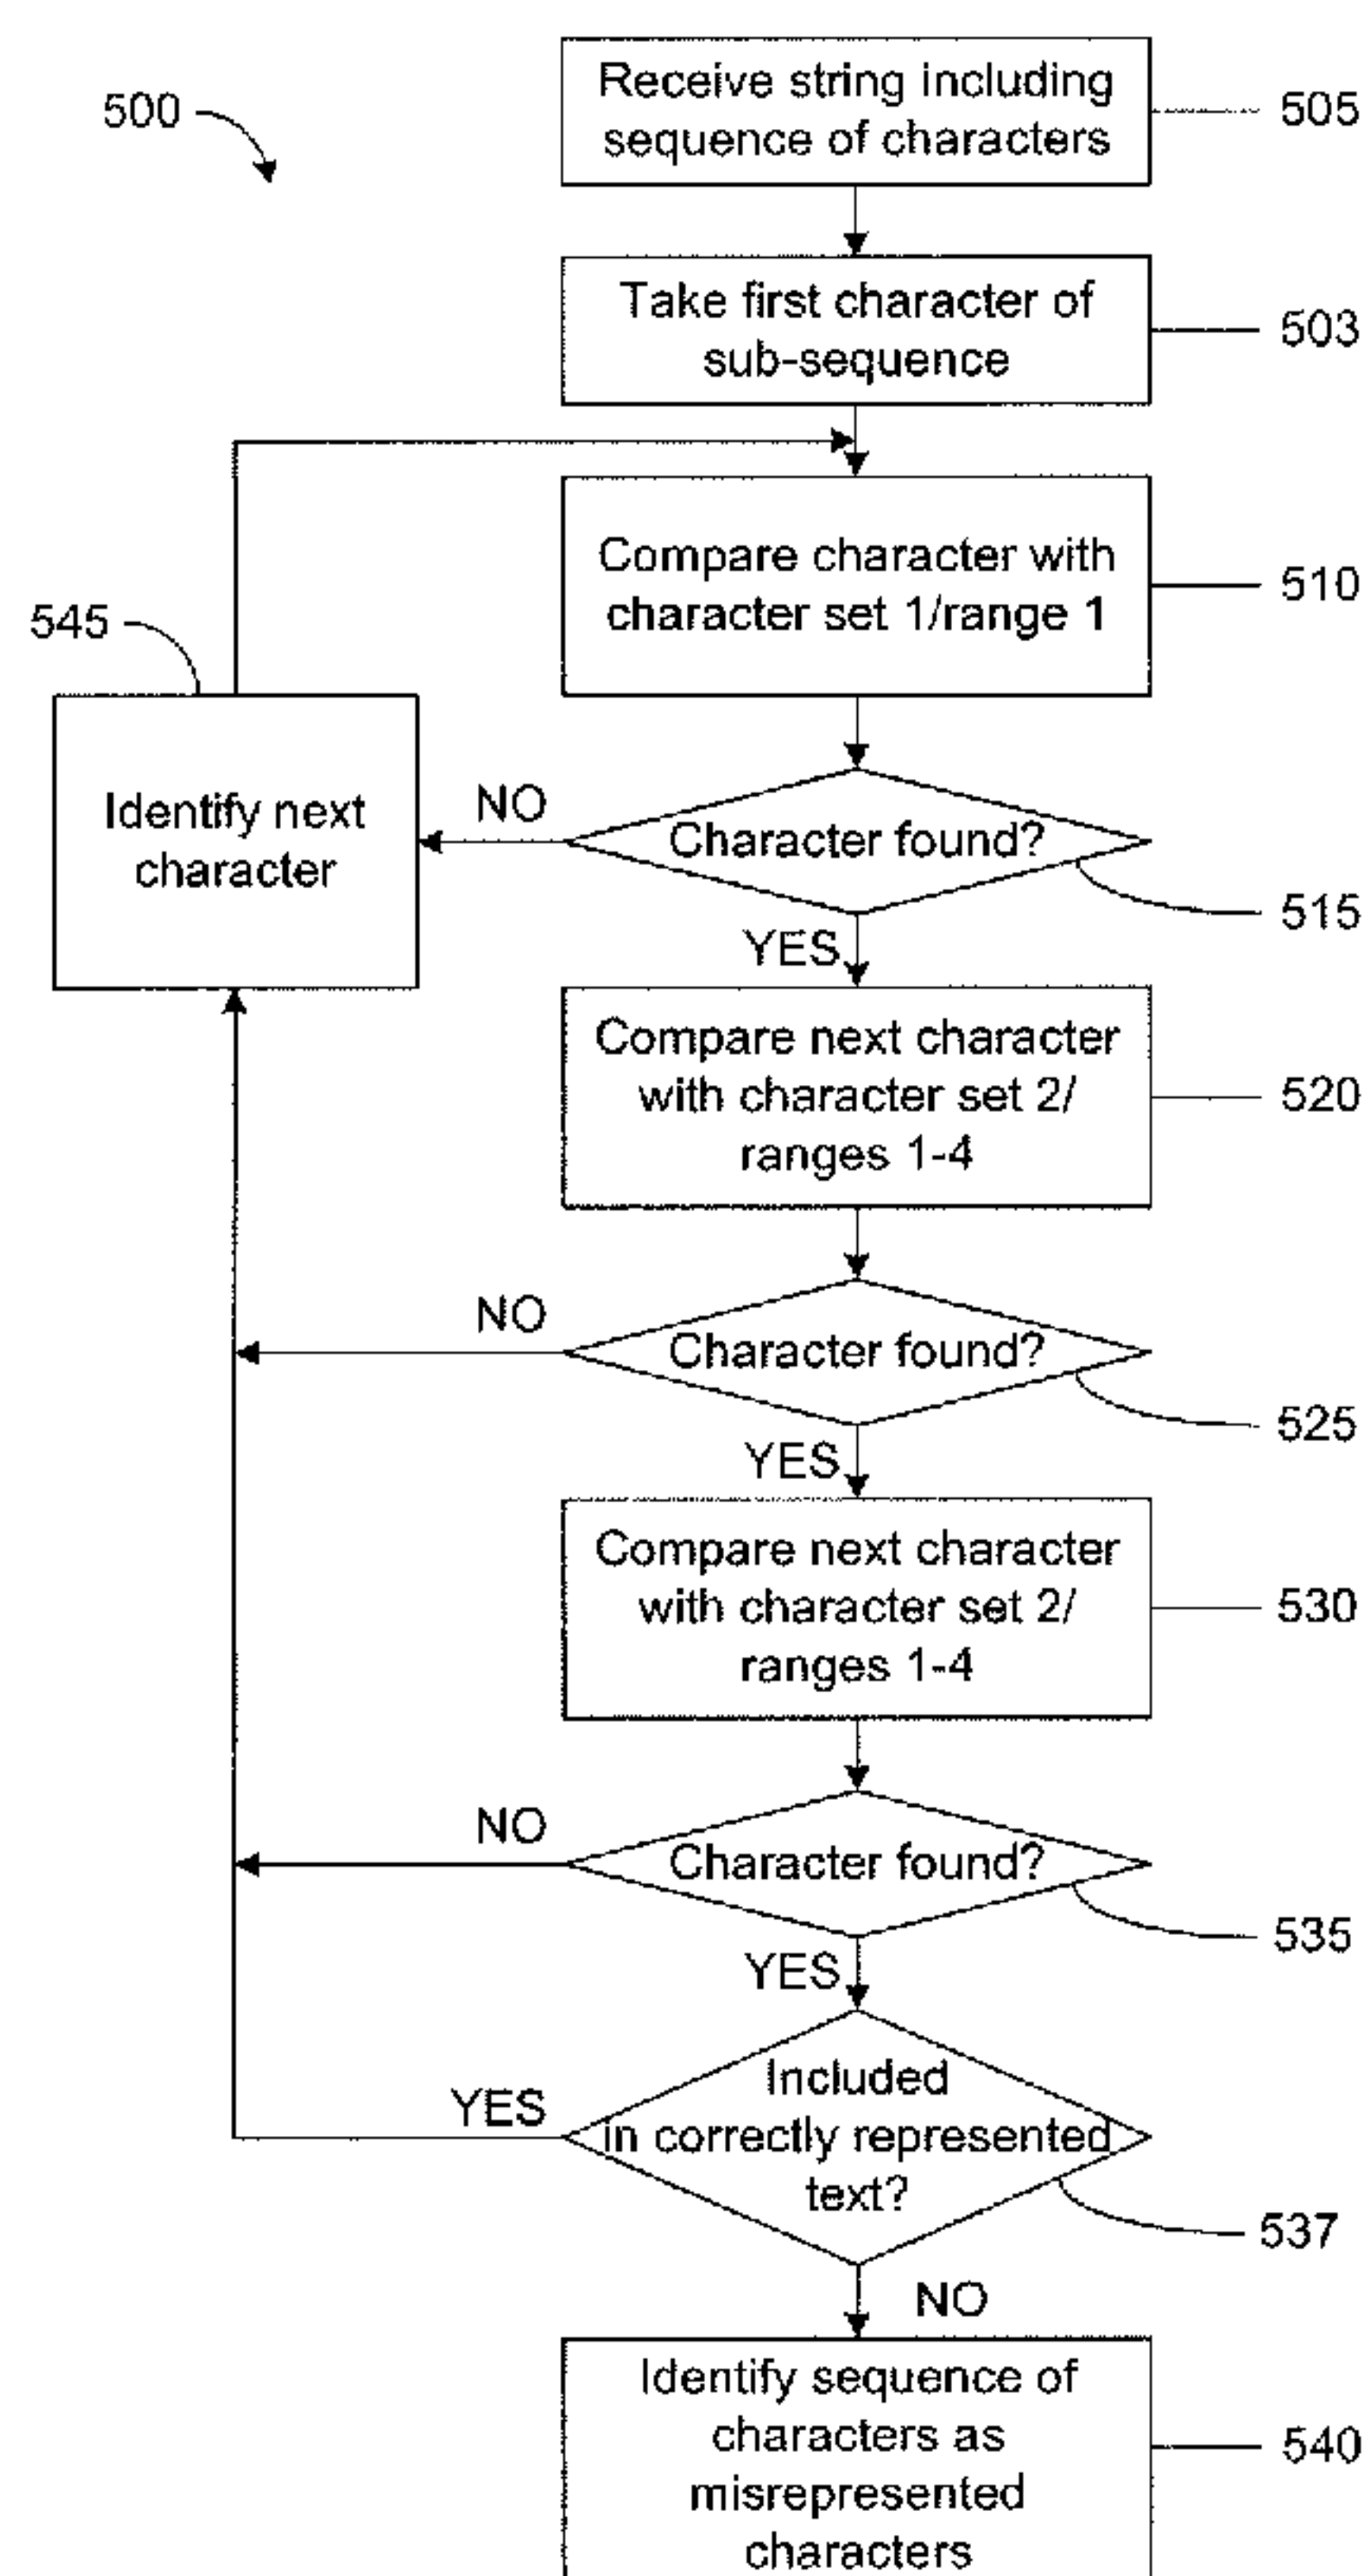 500
Receive string including
sequence of characters
505
Take first character of
sub-sequence
503
Compare character with
character set 1/range 1
510
545
Identify next
character
NO
Character found?
515
YES
Compare next character
with character set 2/
ranges 1-4
520
NO
Character found?
525
YES
Compare next character
with character set 2/
ranges 1-4
530
NO
Character found?
535
YES
YES
Included
in correctly represented
text?
537
NO
Identify sequence of
characters as
misrepresented
characters
540